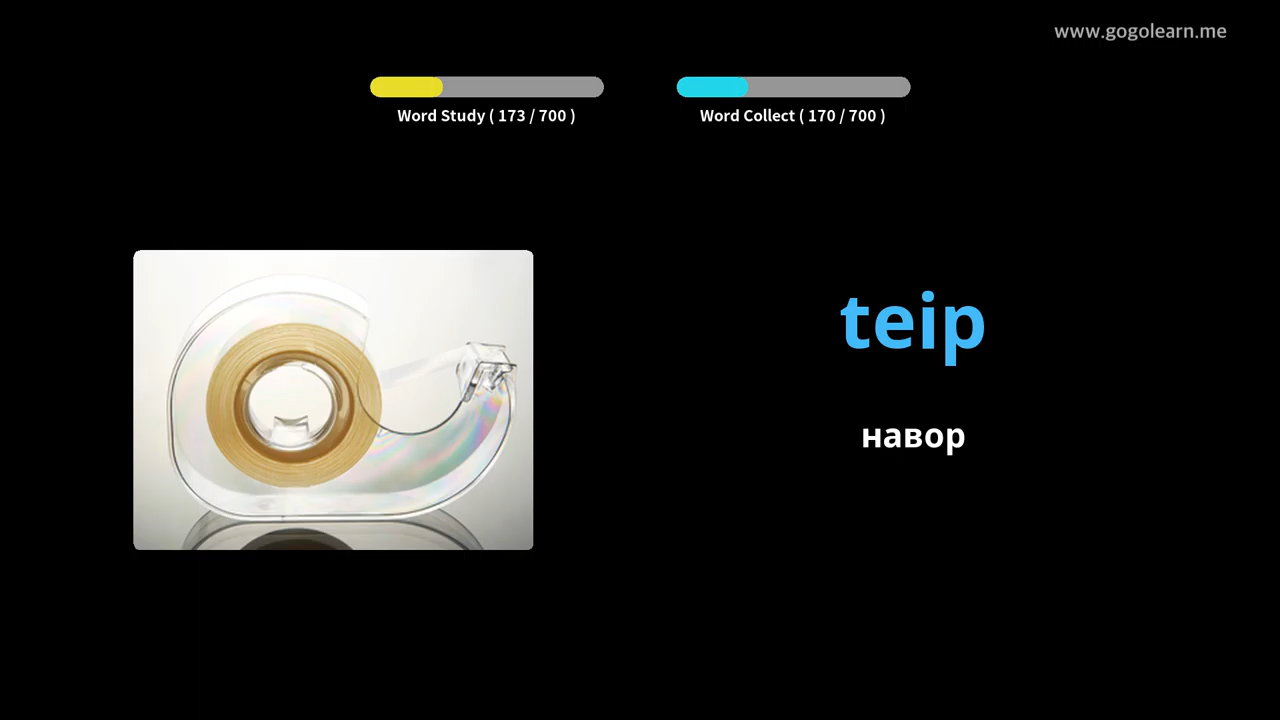 www.gogolearn.me
Word Study ( 173 / 700 )
Word Collect ( 170 / 700 )
teip
навор